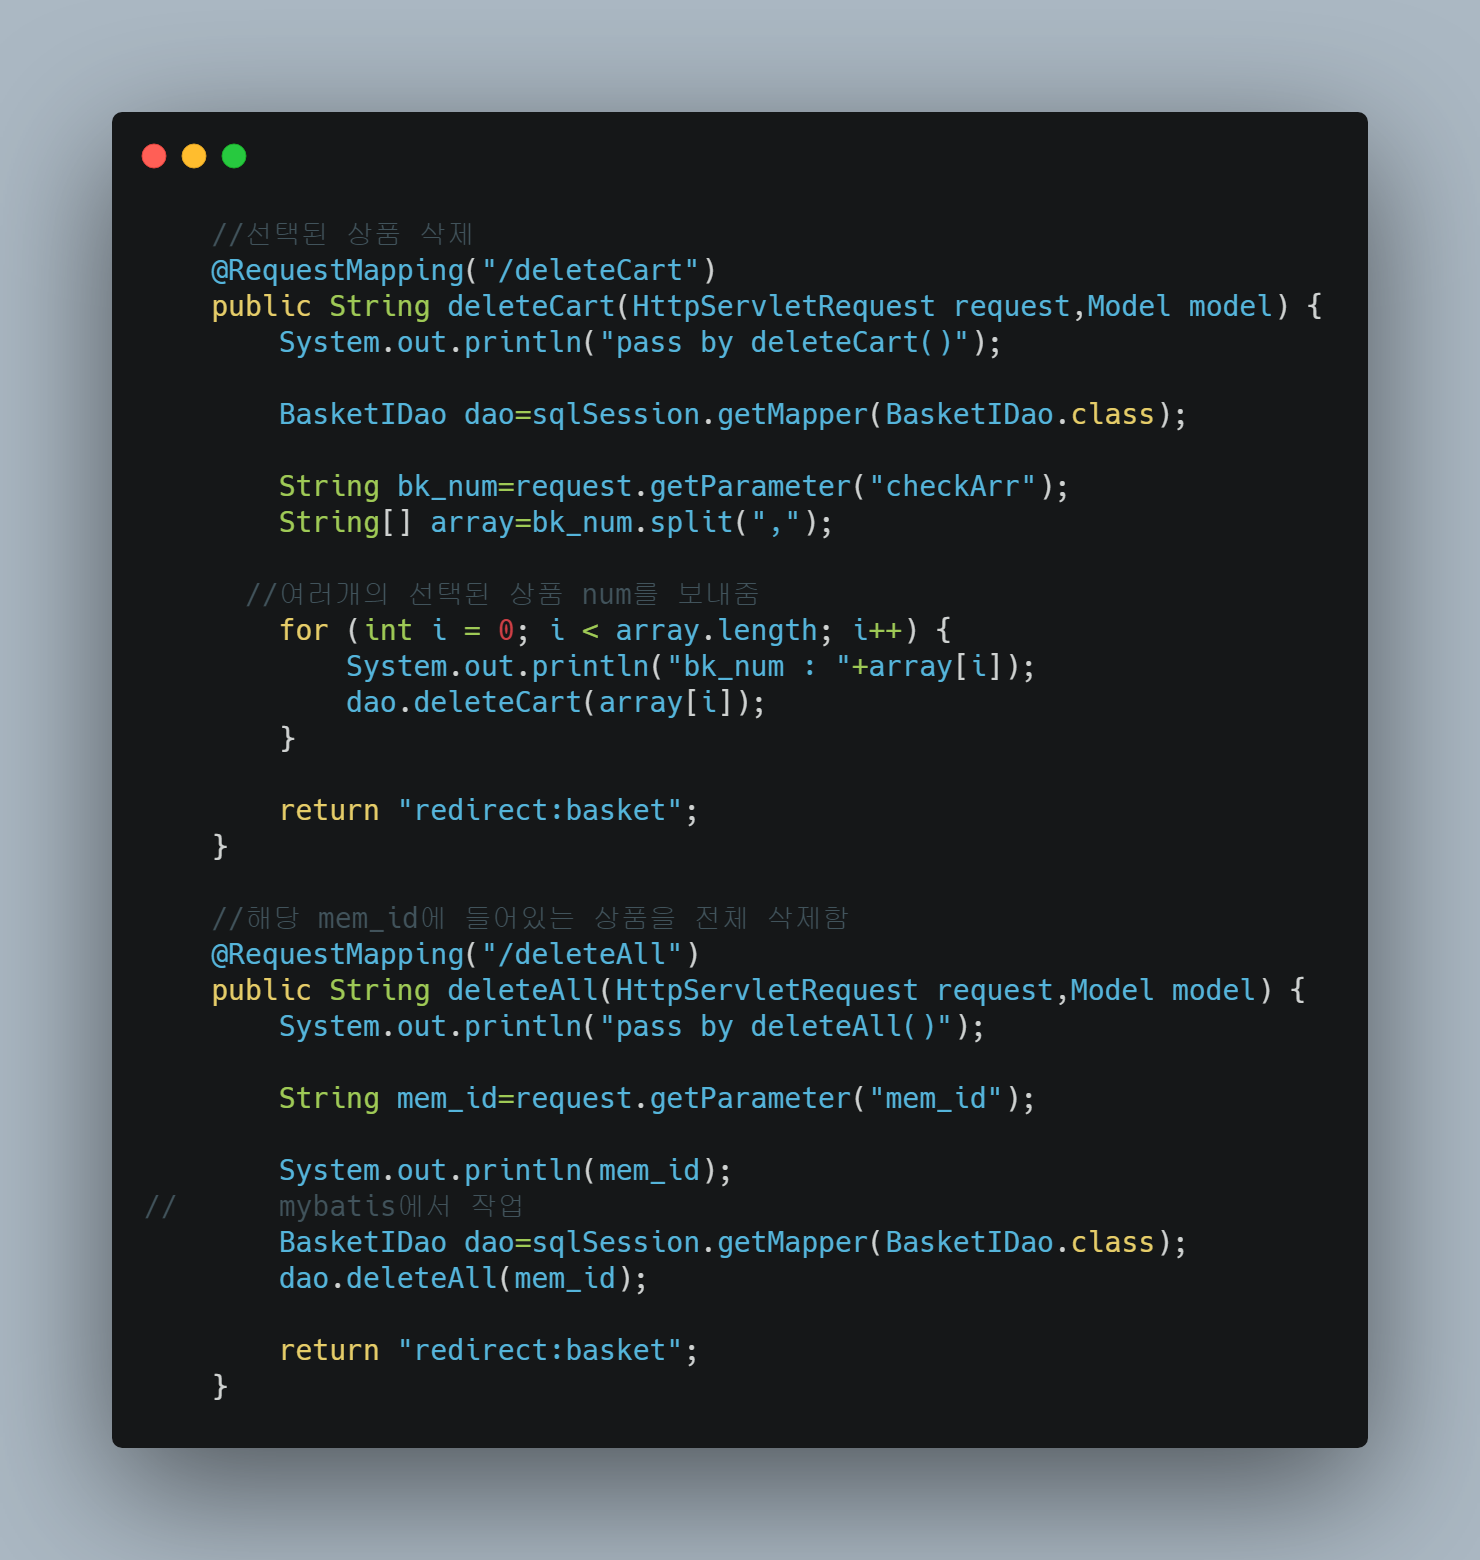 //선택된 상품 삭제
@RequestMapping("/deleteCart")
public String deleteCart(HttpServletRequest request,Model model) {
System.out.println("pass by deleteCart()");
BasketIDao dao=sqlSession.getMapper(BasketIDao.class);
String bk_num=request.getParameter("checkArr");
String[] array=bk_num.split(",");
//여러개의 선택된 상품 num를 보내줌
for (int i = 0; i < array.length; i++) {
System.out.println("bk_num : "+array[i]);
dao.deleteCart(array[i]);
}
return "redirect:basket";
}
//해당 mem_id에 들어있는 상품을 전체 삭제함
@RequestMapping("/deleteAll")
public String deleteAll(HttpServletRequest request,Model model) {
System.out.println("pass by deleteAll()");
String mem_id=request.getParameter("mem_id");
System.out.println(mem_id);
// mybatis에서 작업
BasketIDao dao=sqlSession.getMapper(BasketIDao.class);
dao.deleteAll(mem_id);
return "redirect:basket";
}